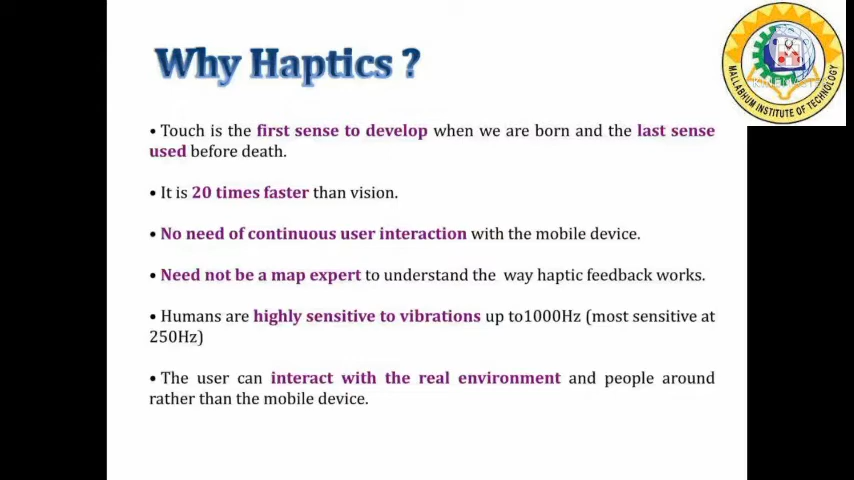 Why Haptics ?
MALLABHUM INSTITUTE OF TECHNOLOGY
• Touch is the first sense to develop when we are born and the last sense
used before death.
• It is 20 times faster than vision.
• No need of continuous user interaction with the mobile device.
• Need not be a map expert to understand the way haptic feedback works.
• Humans are highly sensitive to vibrations up to1000Hz (most sensitive at
250Hz)
• The user can interact with the real environment and people around
rather than the mobile device.